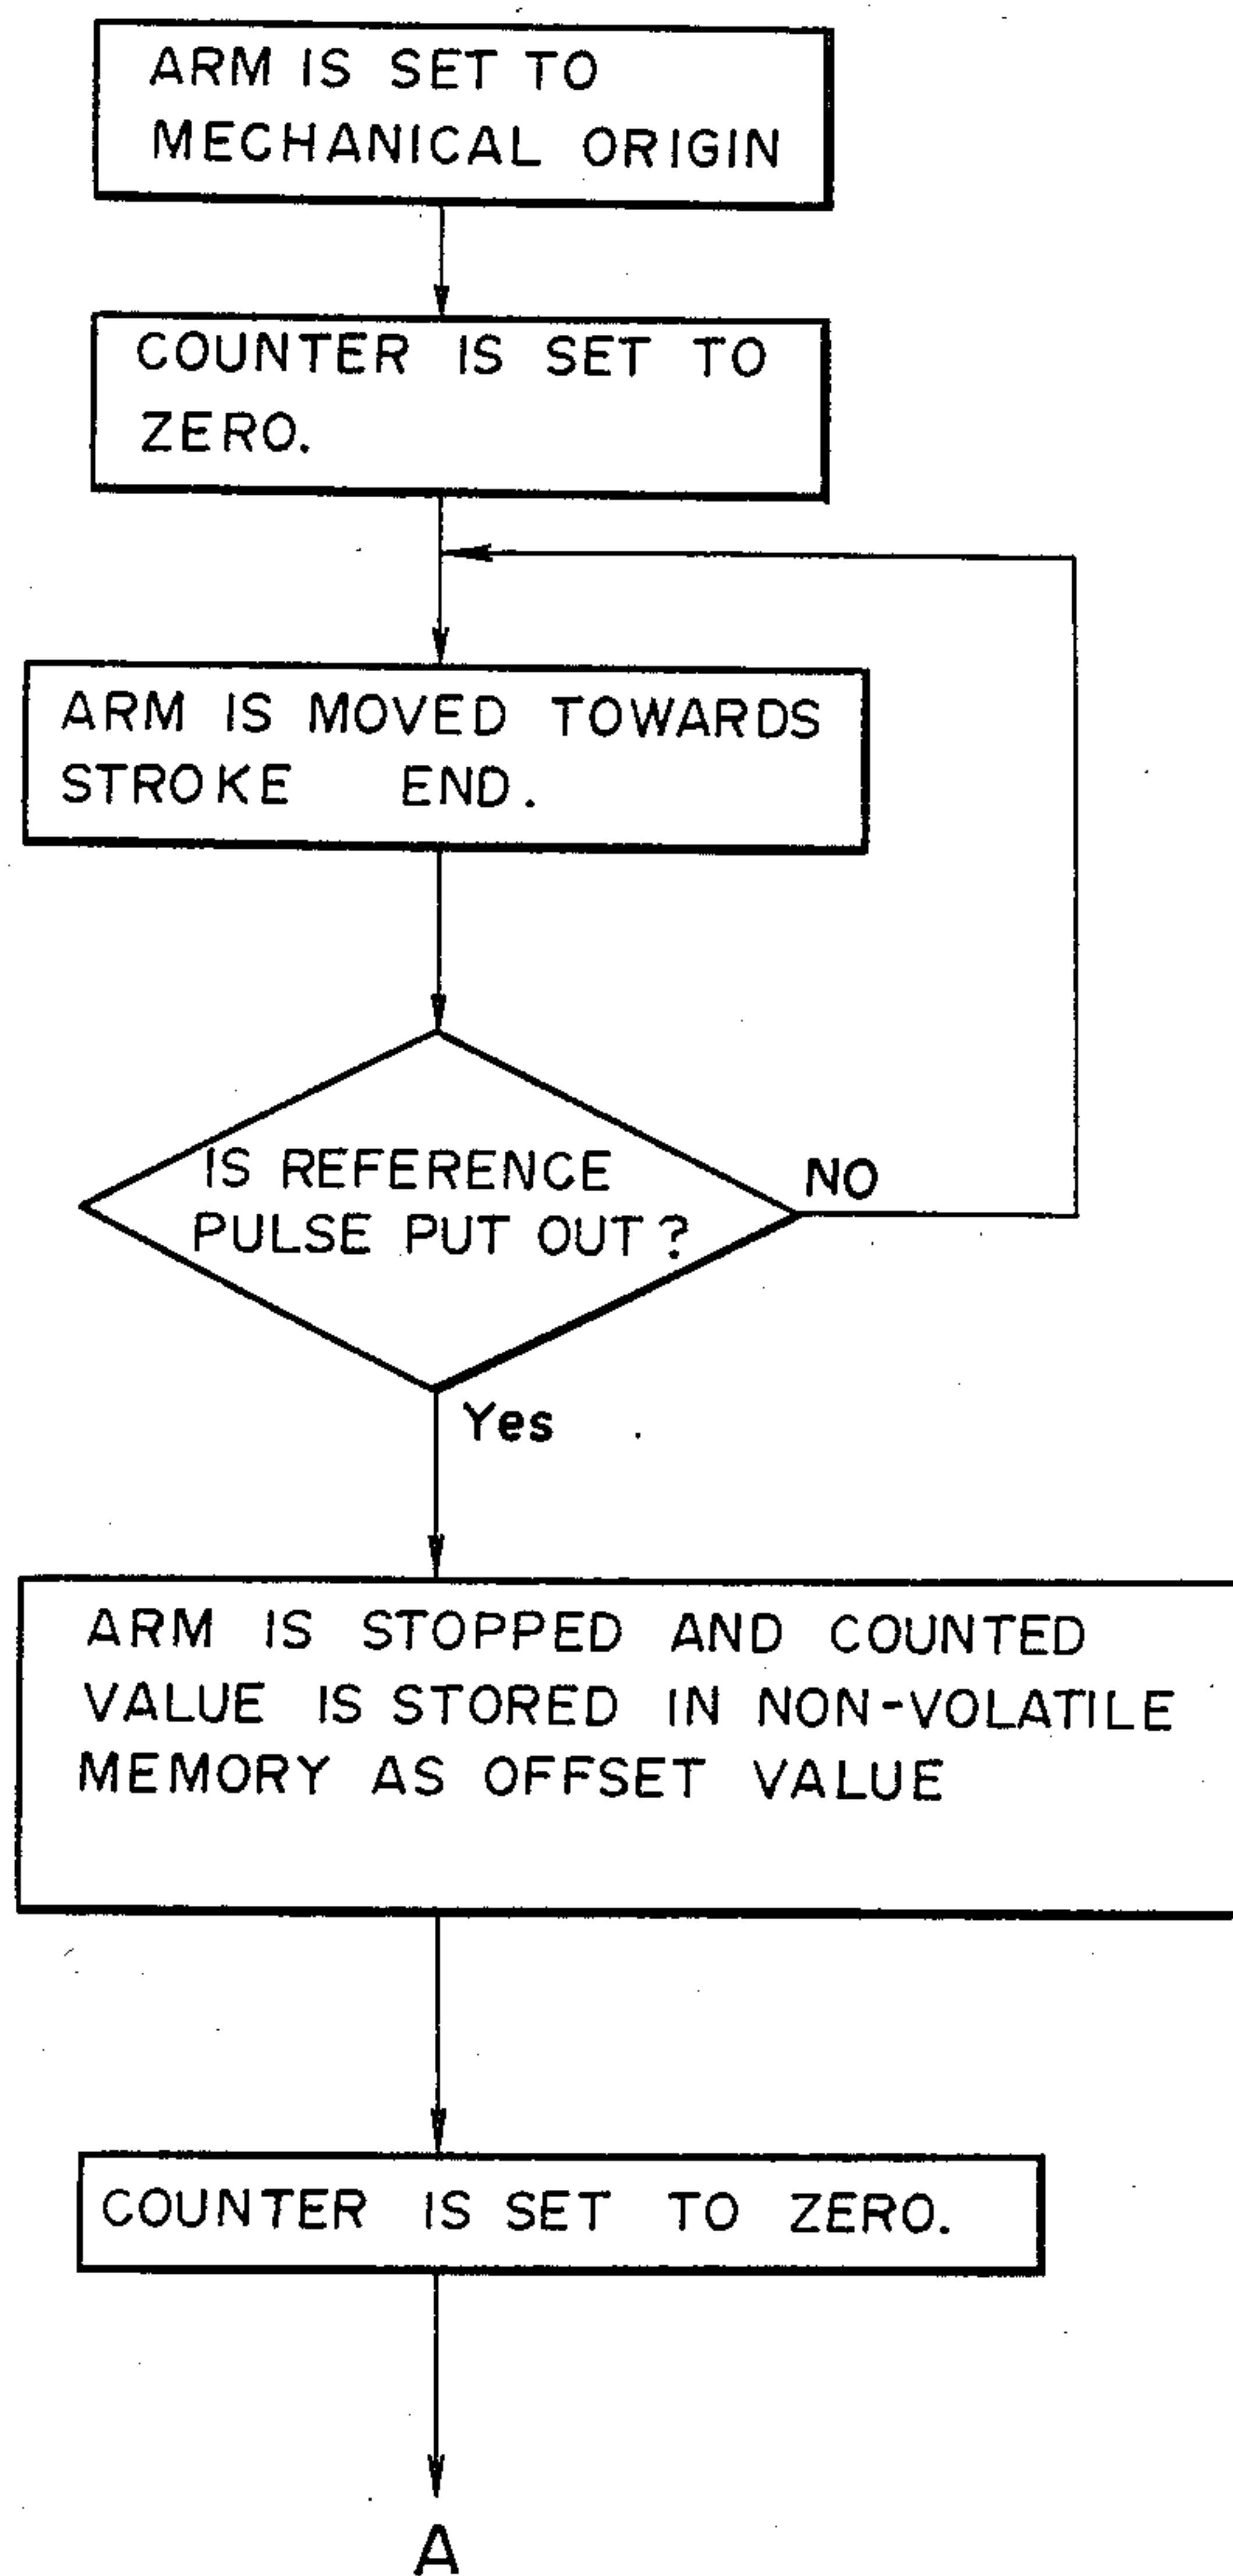 ARM IS SET TO
MECHANICAL ORIGIN
COUNTER IS SET TO
ZERO.
ARM IS MOVED TOWARDS
STROKE END.
IS REFERENCE
PULSE PUT OUT?
NO
Yes
ARM IS STOPPED AND COUNTED
VALUE IS STORED IN NON-VOLATILE
MEMORY AS OFFSET VALUE
COUNTER IS SET TO ZERO.
A